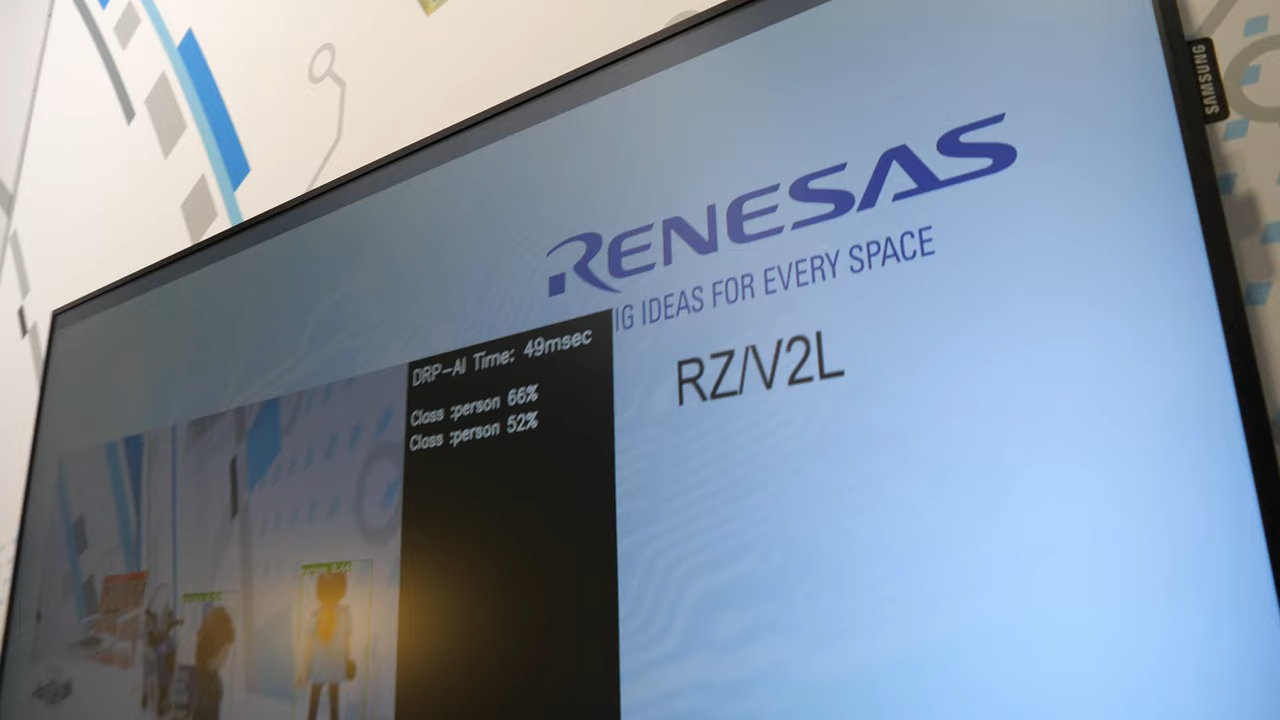 SAMSUNG
RENESAS
IG IDEAS FOR EVERY SPACE
RZ/V2L
DRP-AI Time: 49msec
Class :person 66%
Class :person 52%